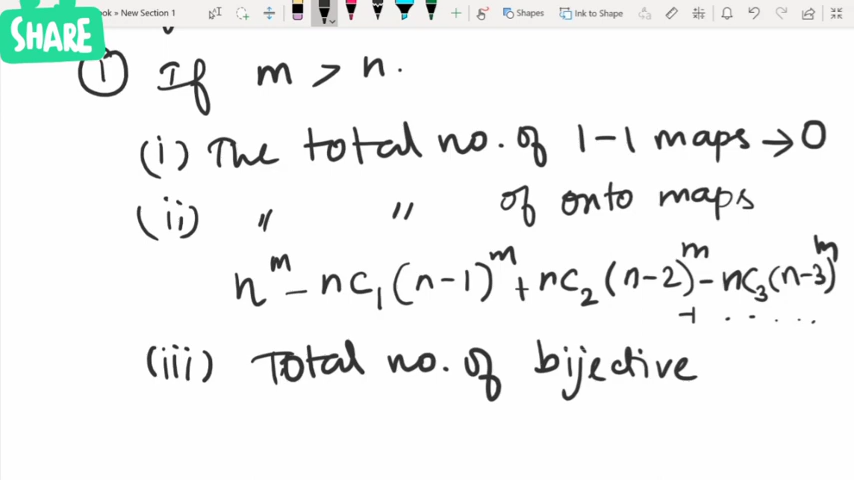 SHARE
ook » New Section 1
Shapes
Ink to Shape
① If m > n.
(i) The total no. of 1-1 maps → 0
(ii) " " of onto maps
n^m - nC₁(n-1)^m + nC₂(n-2)^m - nC₃(n-3)^m
+ .....
(iii) Total no. of bijective